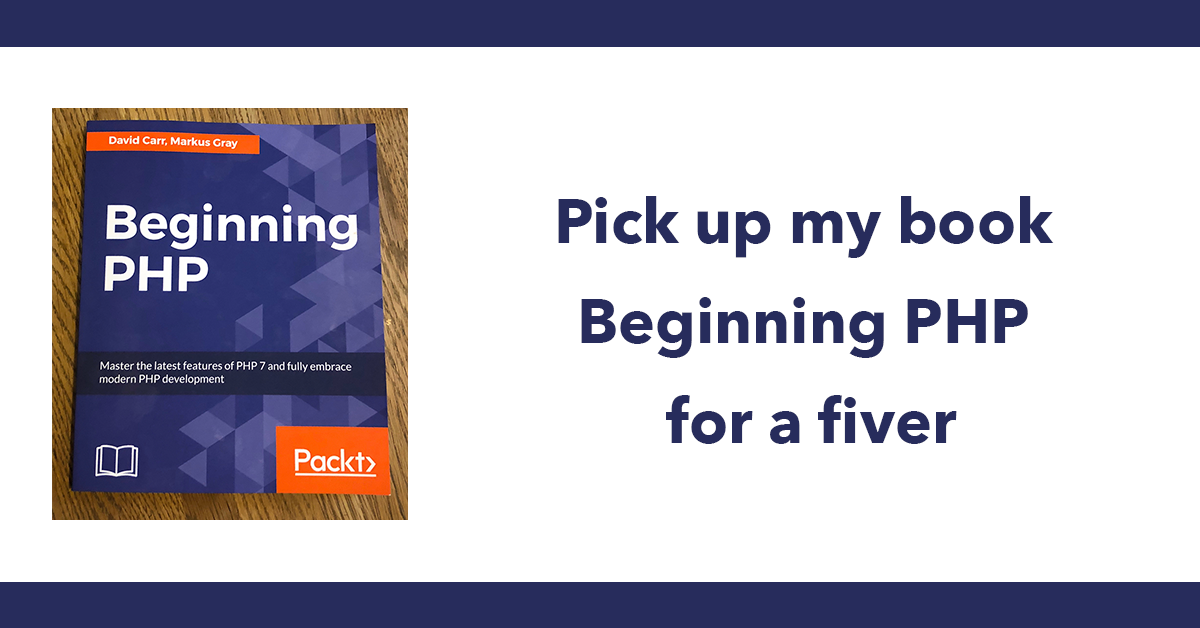 David Carr, Markus Gray
Beginning
PHP
Master the latest features of PHP 7 and fully embrace
modern PHP development
Packt>
Pick up my book
Beginning PHP
for a fiver